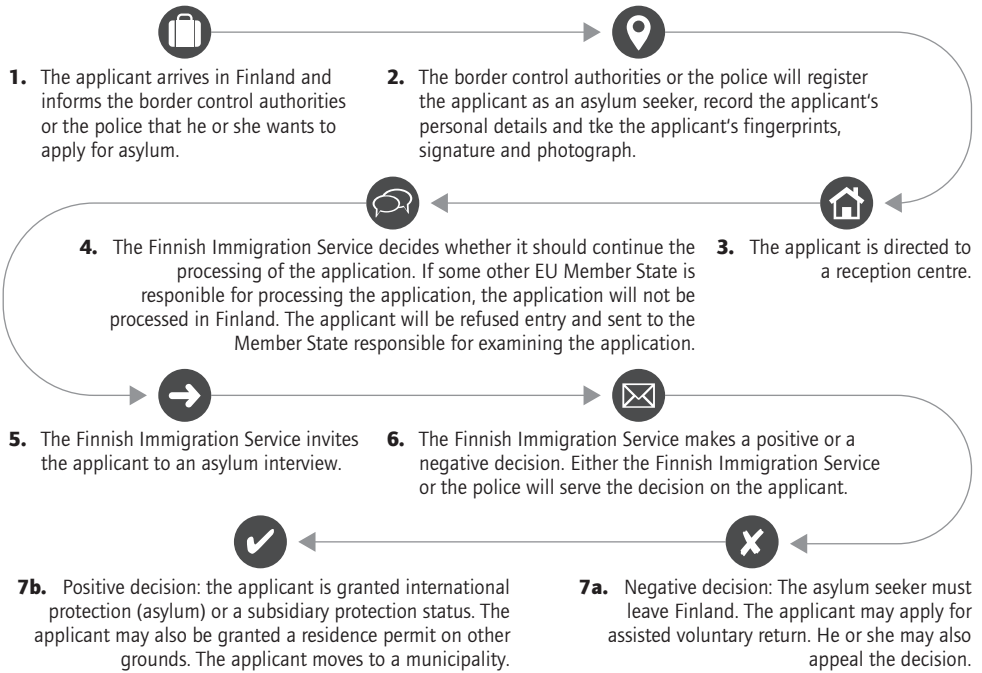 1. The applicant arrives in Finland and
informs the border control authorities
or the police that he or she wants to
apply for asylum.
2. The border control authorities or the police will register
the applicant as an asylum seeker, record the applicant's
personal details and tke the applicant's fingerprints,
signature and photograph.
3. The applicant is directed to
a reception centre.
4. The Finnish Immigration Service decides whether it should continue the
processing of the application. If some other EU Member State is
responible for processing the application, the application will not be
processed in Finland. The applicant will be refused entry and sent to the
Member State responsible for examining the application.
5. The Finnish Immigration Service invites
the applicant to an asylum interview.
6. The Finnish Immigration Service makes a positive or a
negative decision. Either the Finnish Immigration Service
or the police will serve the decision on the applicant.
7a. Negative decision: The asylum seeker must
leave Finland. The applicant may apply for
assisted voluntary return. He or she may also
appeal the decision.
7b. Positive decision: the applicant is granted international
protection (asylum) or a subsidiary protection status. The
applicant may also be granted a residence permit on other
grounds. The applicant moves to a municipality.